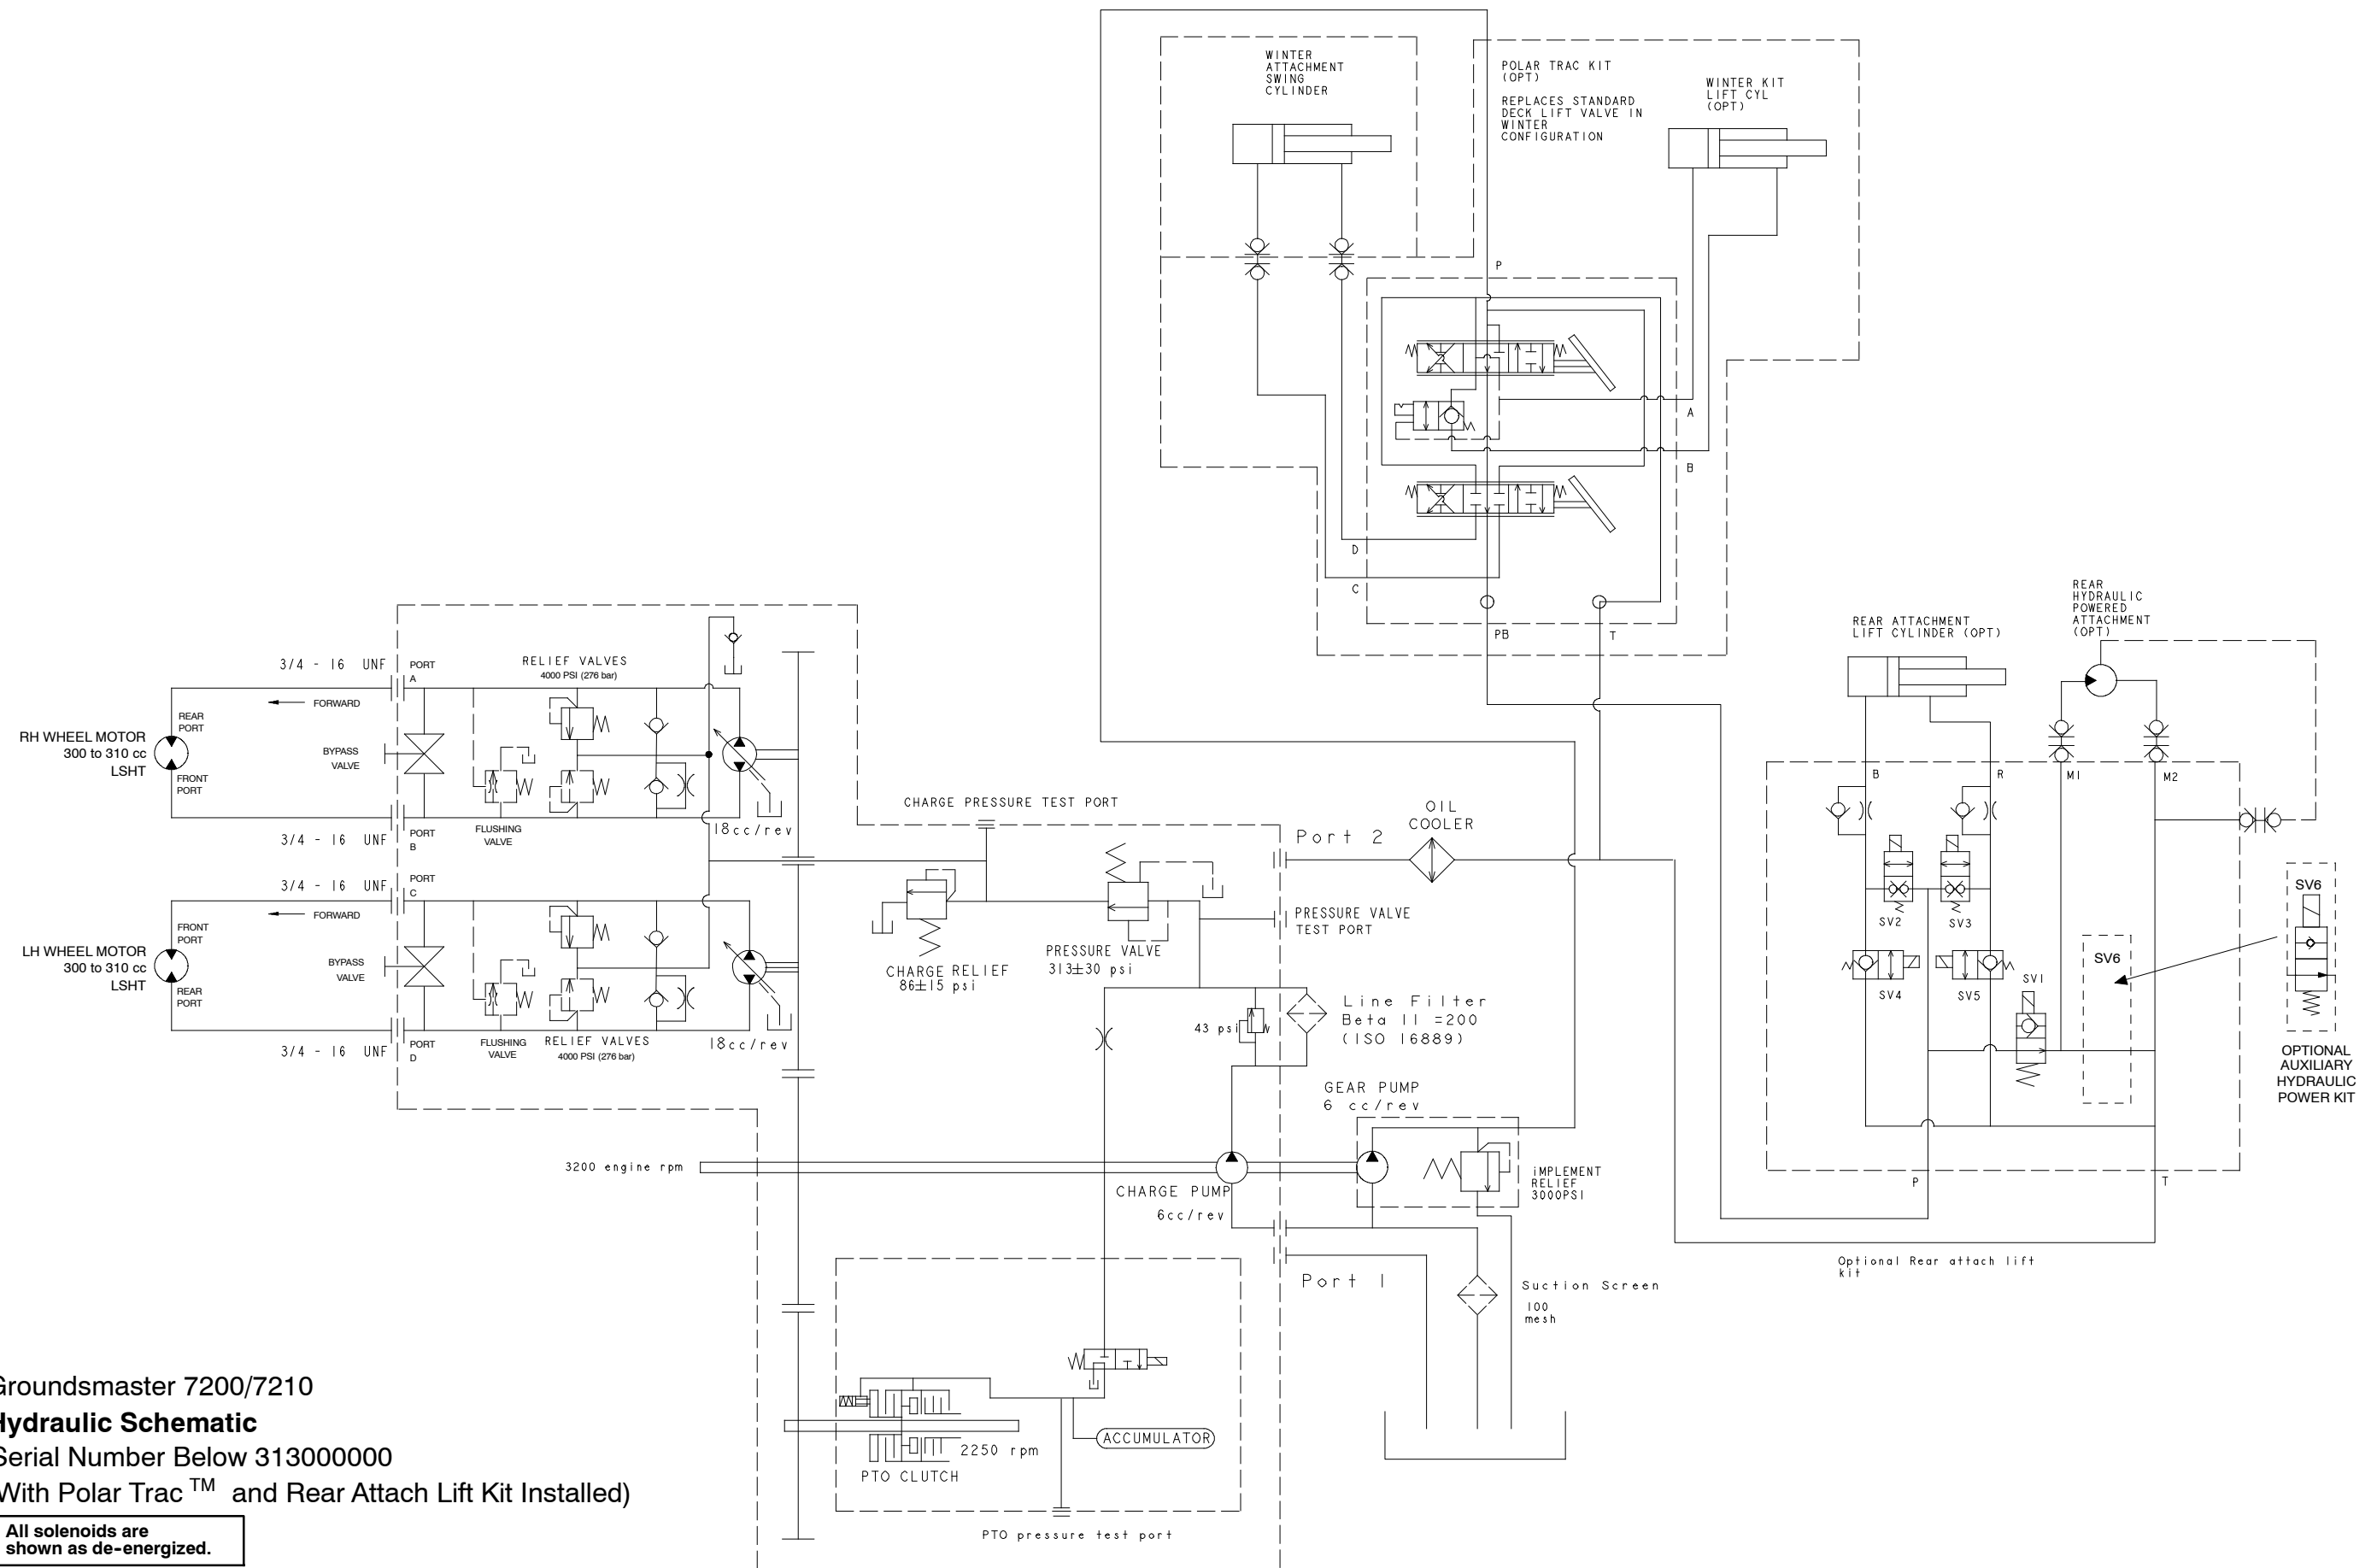 WINTER
ATTACHMENT
SWING
CYLINDER
POLAR TRAC KIT
(OPT)
REPLACES STANDARD
DECK LIFT VALVE IN
WINTER
CONFIGURATION
WINTER KIT
LIFT CYL
(OPT)
P
A
B
D
C
PB
T
REAR ATTACHMENT
LIFT CYLINDER (OPT)
REAR
HYDRAULIC
POWERED
ATTACHMENT
(OPT)
B
R
M1
M2
SV2
SV3
SV4
SV5
SV1
SV6
SV6
OPTIONAL
AUXILIARY
HYDRAULIC
POWER KIT
P
T
Optional Rear attach lift
kit
3/4 - 16 UNF
PORT
A
RELIEF VALVES
4000 PSI (276 bar)
FORWARD
REAR
PORT
RH WHEEL MOTOR
300 to 310 cc
LSHT
BYPASS
VALVE
FRONT
PORT
18cc/rev
FLUSHING
VALVE
3/4 - 16 UNF
PORT
B
3/4 - 16 UNF
PORT
C
FORWARD
FRONT
PORT
LH WHEEL MOTOR
300 to 310 cc
LSHT
BYPASS
VALVE
REAR
PORT
3/4 - 16 UNF
PORT
D
FLUSHING
VALVE
RELIEF VALVES
4000 PSI (276 bar)
18cc/rev
CHARGE PRESSURE TEST PORT
Port 2
OIL
COOLER
PRESSURE VALVE
TEST PORT
PRESSURE VALVE
313±30 psi
CHARGE RELIEF
86±15 psi
43 psi
Line Filter
Beta 11 =200
(ISO 16889)
GEAR PUMP
6 cc/rev
3200 engine rpm
CHARGE PUMP
6cc/rev
iMPLEMENT
RELIEF
3000PSI
Port 1
Suction Screen
100
mesh
ACCUMULATOR
2250 rpm
PTO CLUTCH
PTO pressure test port
Groundsmaster 7200/7210
Hydraulic Schematic
Serial Number Below 313000000
With Polar Trac TM and Rear Attach Lift Kit Installed)
All solenoids are
shown as de-energized.